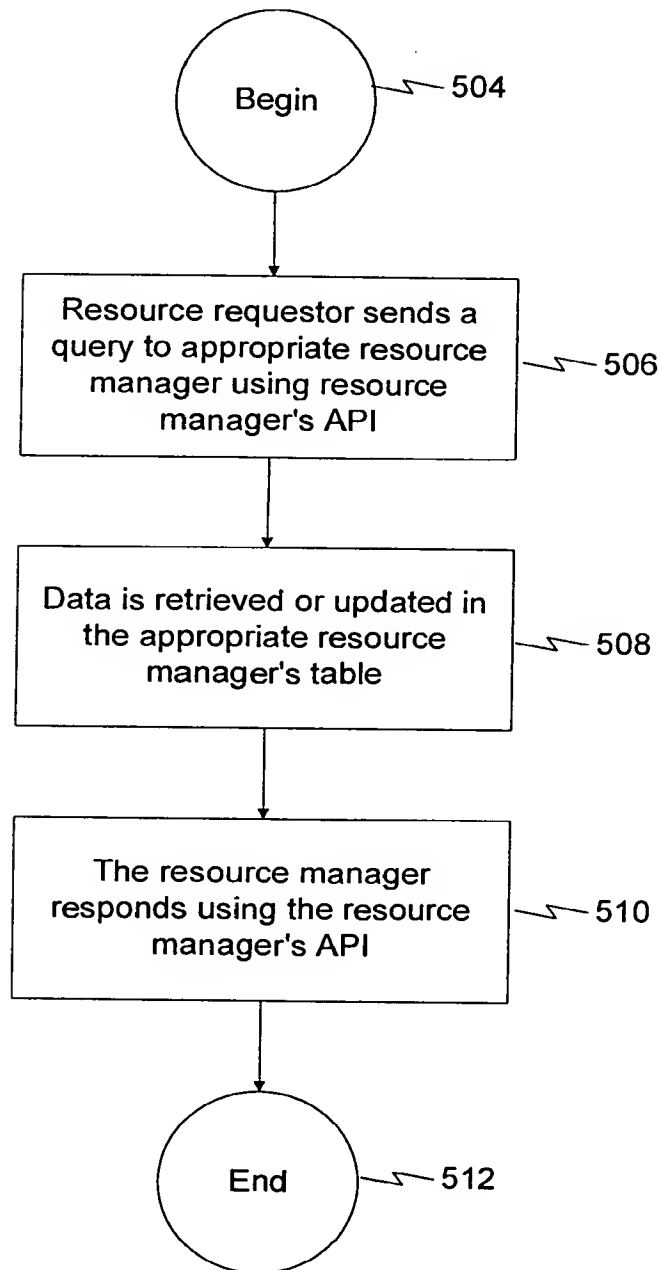 Begin
504
Resource requestor sends a
query to appropriate resource
manager using resource
manager's API
506
Data is retrieved or updated in
the appropriate resource
manager's table
508
The resource manager
responds using the resource
manager's API
510
End
512